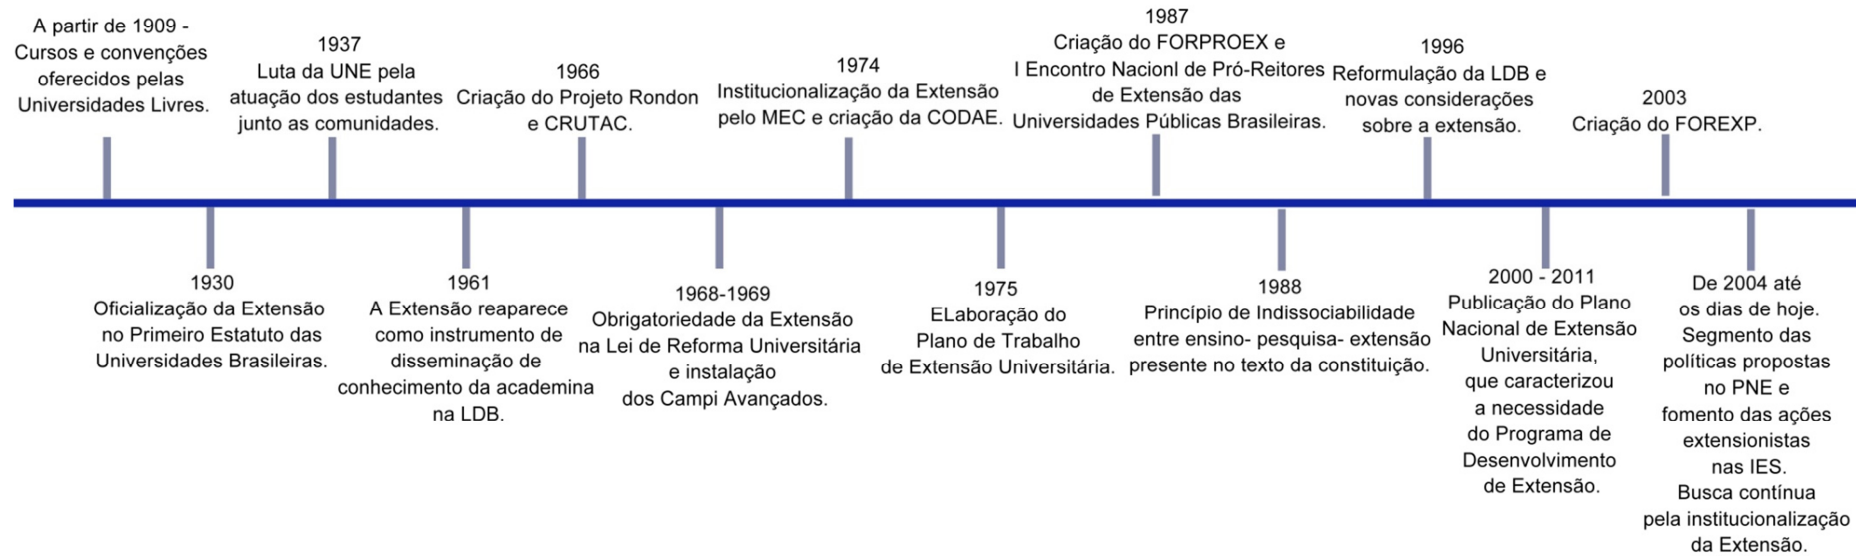 A partir de 1909 -
Cursos e convenções
oferecidos pelas
Universidades Livres.
1930
Oficialização da Extensão
no Primeiro Estatuto das
Universidades Brasileiras.
1937
Luta da UNE pela
atuação dos estudantes
junto as comunidades.
1961
A Extensão reaparece
como instrumento de
disseminação de
conhecimento da academina
na LDB.
1966
Criação do Projeto Rondon
e CRUTAC.
1968-1969
Obrigatoriedade da Extensão
na Lei de Reforma Universitária
e instalação
dos Campi Avançados.
1974
Institucionalização da Extensão
pelo MEC e criação da CODAE.
1975
ELaboração do
Plano de Trabalho
de Extensão Universitária.
1987
Criação do FORPROEX e
I Encontro Nacionl de Pró-Reitores
de Extensão das
Universidades Públicas Brasileiras.
1988
Princípio de Indissociabilidade
entre ensino- pesquisa- extensão
presente no texto da constituição.
1996
Reformulação da LDB e
novas considerações
sobre a extensão.
2000 - 2011
Publicação do Plano
Nacional de Extensão
Universitária,
que caracterizou
a necessidade
do Programa de
Desenvolvimento
de Extensão.
2003
Criação do FOREXP.
De 2004 até
os dias de hoje.
Segmento das
políticas propostas
no PNE e
fomento das ações
extensionistas
nas IES.
Busca contínua
pela institucionalização
da Extensão.